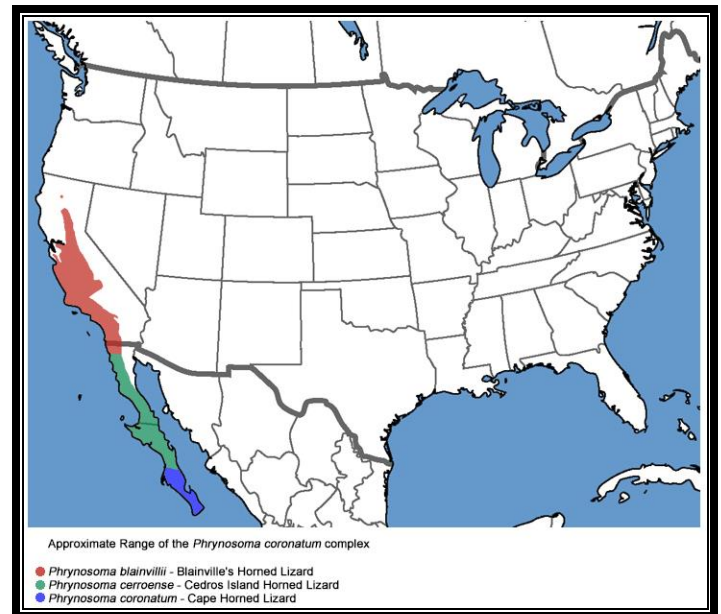 Approximate Range of the Phrynosoma coronatum complex
Phrynosoma blainvillii - Blainville's Horned Lizard
Phrynosoma cerroense - Cedros Island Horned Lizard
Phrynosoma coronatum - Cape Horned Lizard